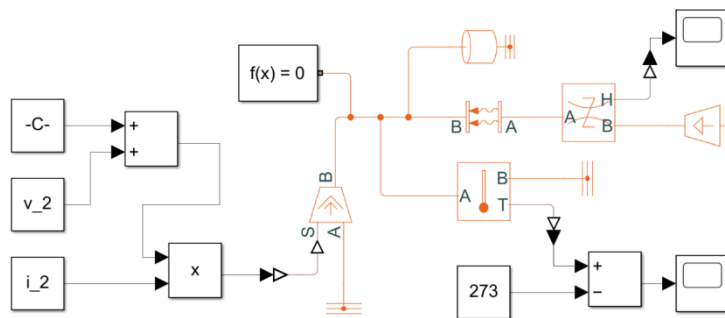 f(x) = 0
-C-
+
+
v_2
i_2
x
B
S
A
B
A
A
H
B
A
B
T
273
+
−